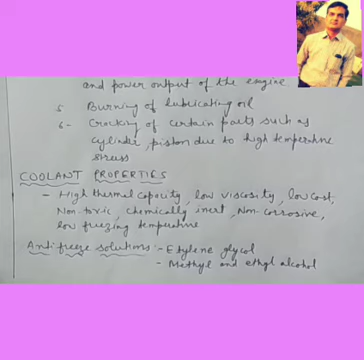 and power output of the engine.
5 Burning of lubricating oil
6- Cracking of certain parts such as
cylinder, piston due to high temperature
stress
COOLANT PROPERTIES
- High thermal capacity, low viscosity, low cost,
Non toxic, chemically inert, Non corrosive,
low freezing temperature
Antifreeze solutions:- Ethylene glycol
- Methyl and ethyl alcohol